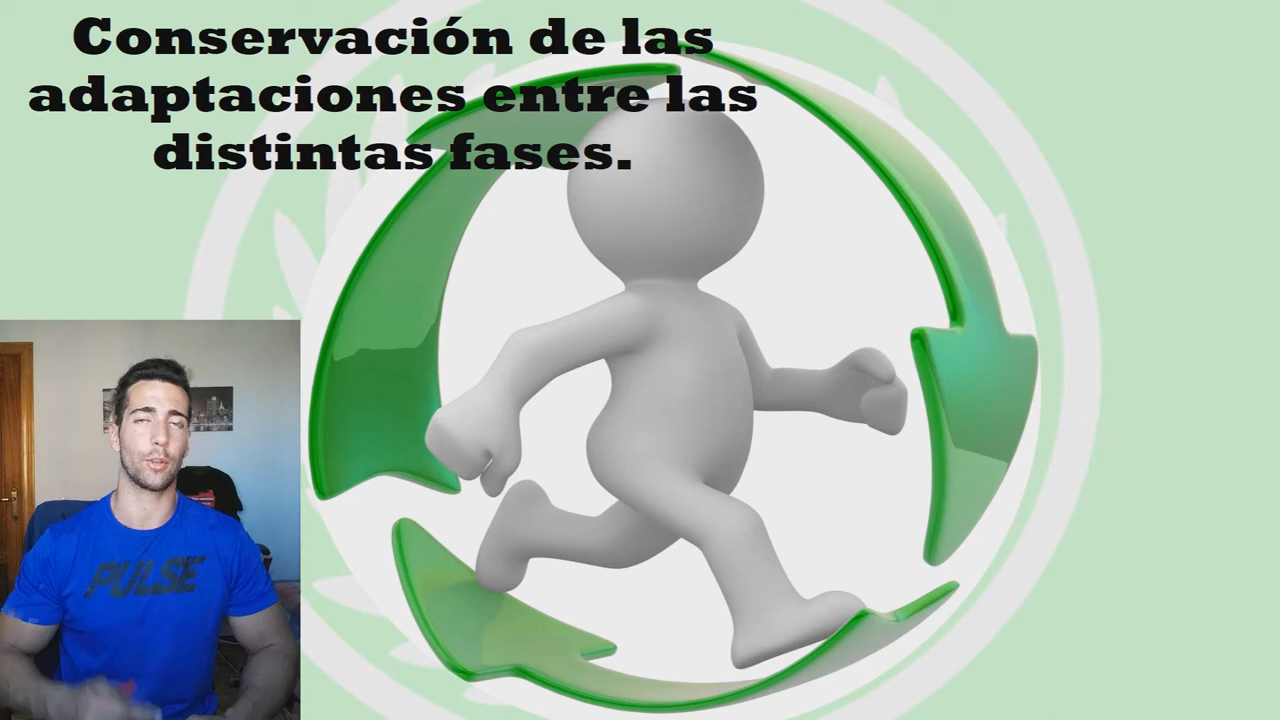 Conservación de las
adaptaciones entre las
distintas fases.
PULSE